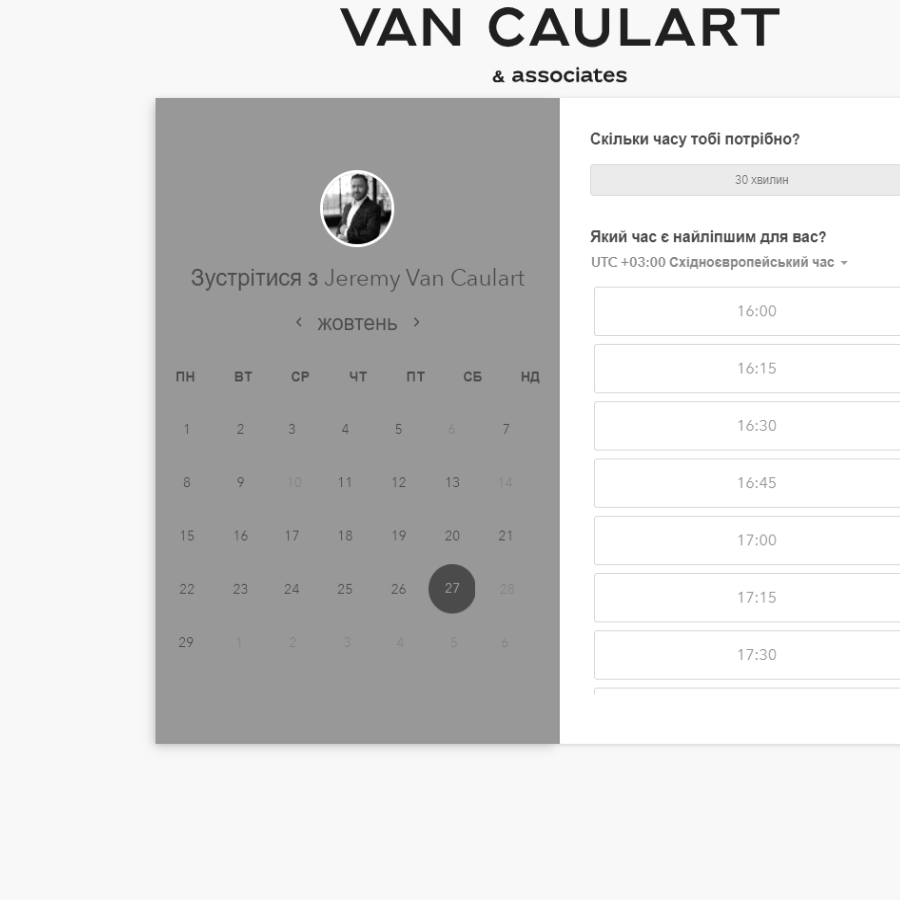 VAN CAULART
& associates
Зустрітися з Jeremy Van Caulart
жовтень
ПН ВТ СР ЧТ ПТ СБ НД
1 2 3 4 5 6 7
8 9 10 11 12 13 14
15 16 17 18 19 20 21
22 23 24 25 26 27 28
29 1 2 3 4 5 6
Скільки часу тобі потрібно?
30 хвилин
Який час є найліпшим для вас?
UTC +03:00 Східноєвропейський час
16:00
16:15
16:30
16:45
17:00
17:15
17:30